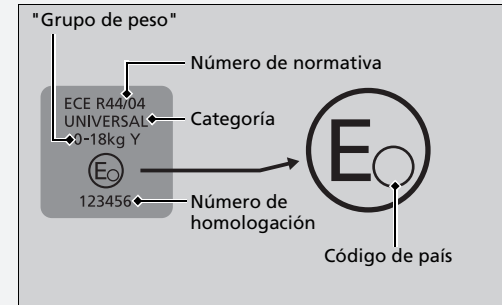 "Grupo de peso"
Número de normativa
ECE R44/04
UNIVERSAL
Categoría
0-18kg Y
E
E
123456
Número de
homologación
Código de país